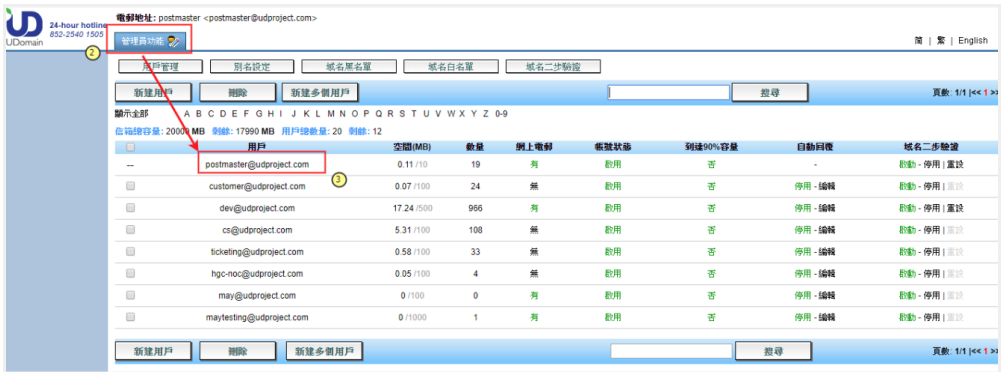 電郵地址: postmaster <postmaster@udproject.com>
UDomain
24-hour hotline
852-2540 1505
管理員功能
2
简 | 繁 | English
用戶管理 別名設定 域名黑名單 域名白名單 域名二步驗證
新建用戶 刪除 新建多個用戶 搜尋 頁數: 1/1 |<< 1 >>
顯示全部 A B C D E F G H I J K L M N O P Q R S T U V W X Y Z 0-9
信箱總容量: 20000 MB 剩餘: 17990 MB 用戶總數量: 20 剩餘: 12
用戶 空間(MB) 數量 網上電郵 帳號狀態 到達90%容量 自動回覆 域名二步驗證
-- postmaster@udproject.com 0.11 /10 19 有 啟用 否 - 啟動 - 停用 | 重設
3
customer@udproject.com 0.07 /100 24 無 啟用 否 停用 - 編輯 啟動 - 停用 | 重設
dev@udproject.com 17.24 /500 966 有 啟用 否 停用 - 編輯 啟動 - 停用 | 重設
cs@udproject.com 5.31 /100 108 無 啟用 否 停用 - 編輯 啟動 - 停用 | 重設
ticketing@udproject.com 0.58 /100 33 無 啟用 否 停用 - 編輯 啟動 - 停用 | 重設
hgc-noc@udproject.com 0.05 /100 4 無 啟用 否 停用 - 編輯 啟動 - 停用 | 重設
may@udproject.com 0 /100 0 有 啟用 否 停用 - 編輯 啟動 - 停用 | 重設
maytesting@udproject.com 0 /1000 1 有 啟用 否 停用 - 編輯 啟動 - 停用 | 重設
新建用戶 刪除 新建多個用戶 搜尋 頁數: 1/1 |<< 1 >>